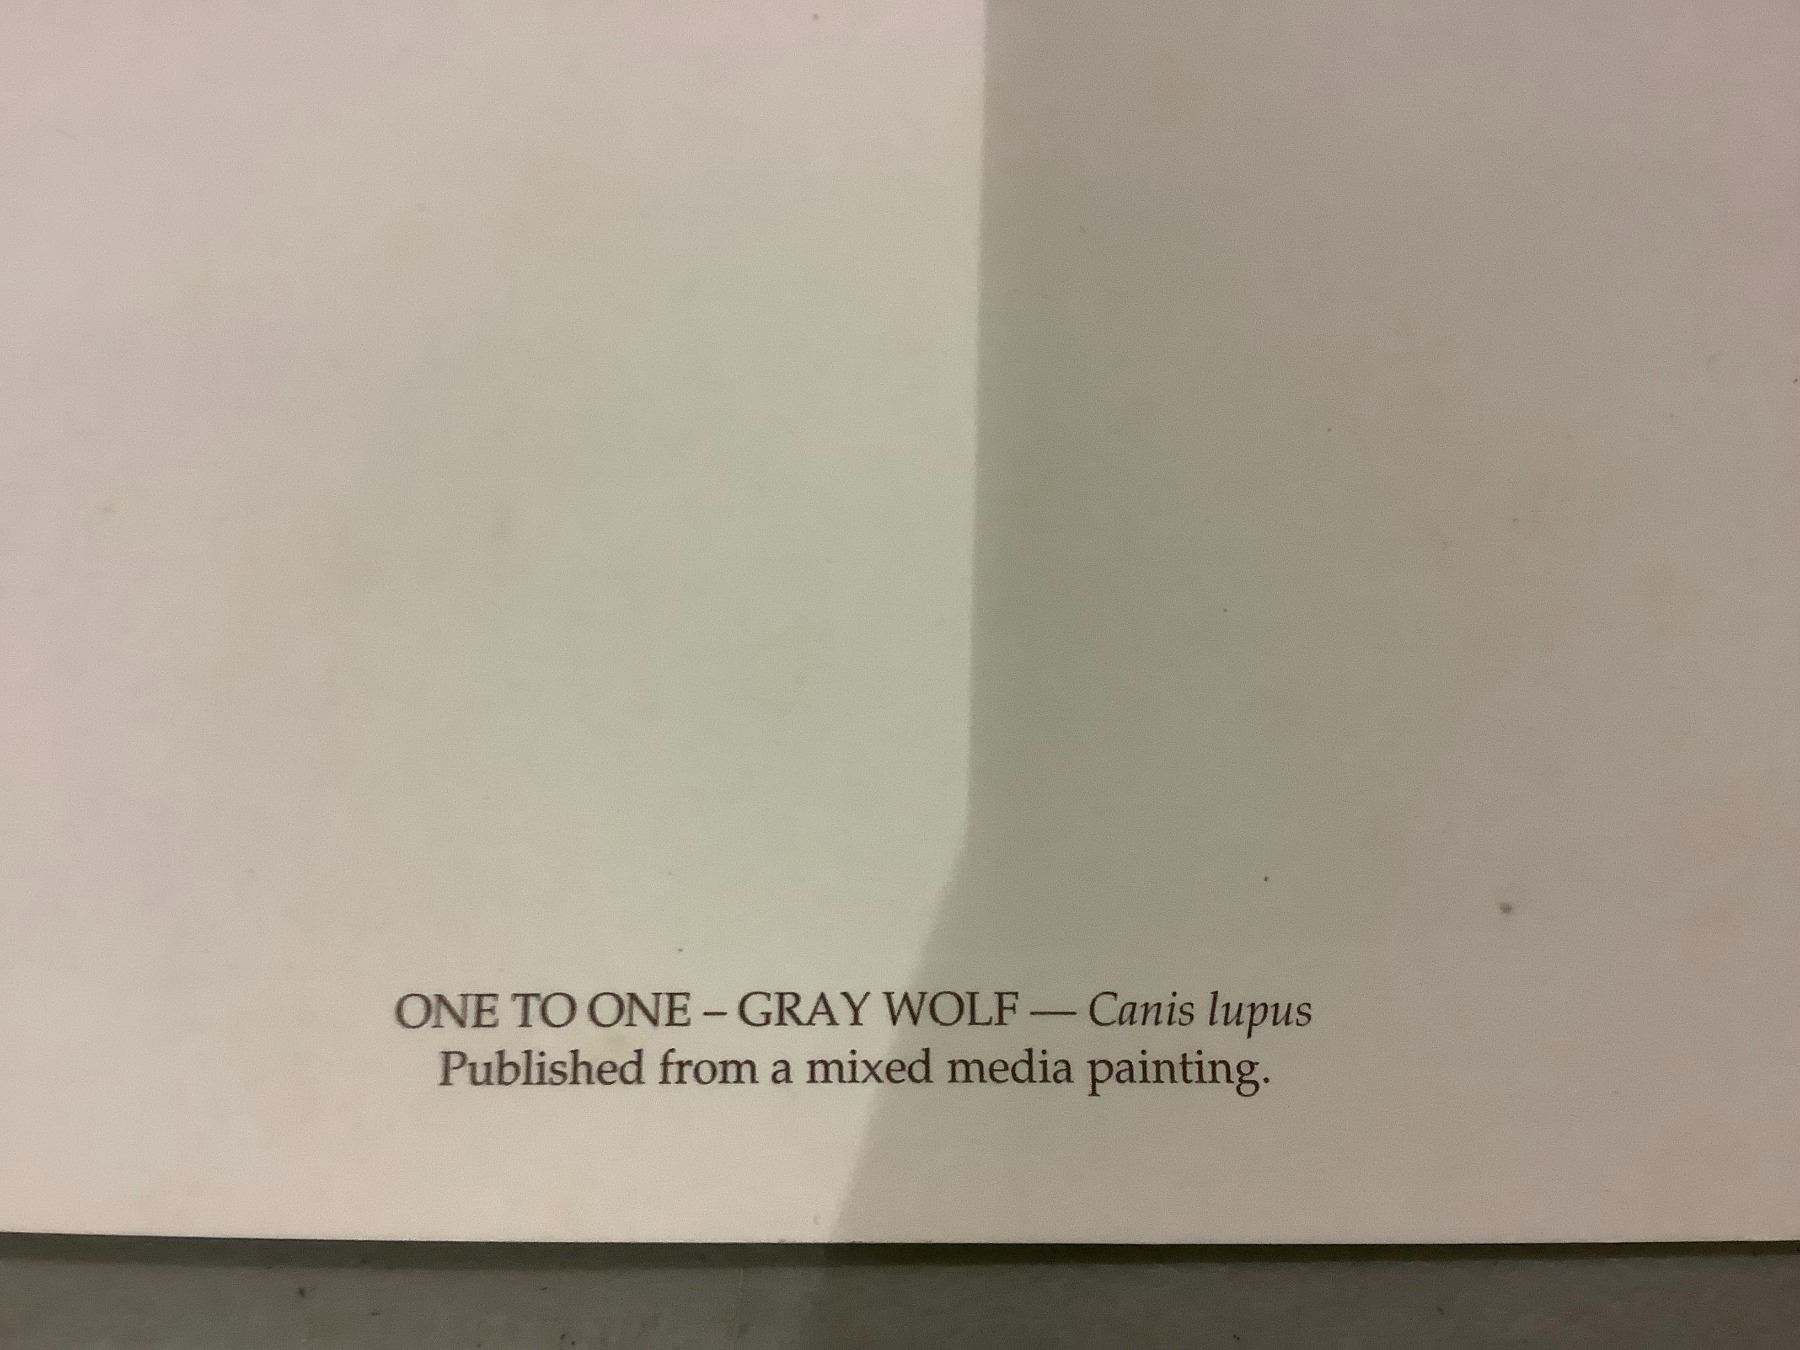 ONE TO ONE – GRAY WOLF — Canis lupus
Published from a mixed media painting.